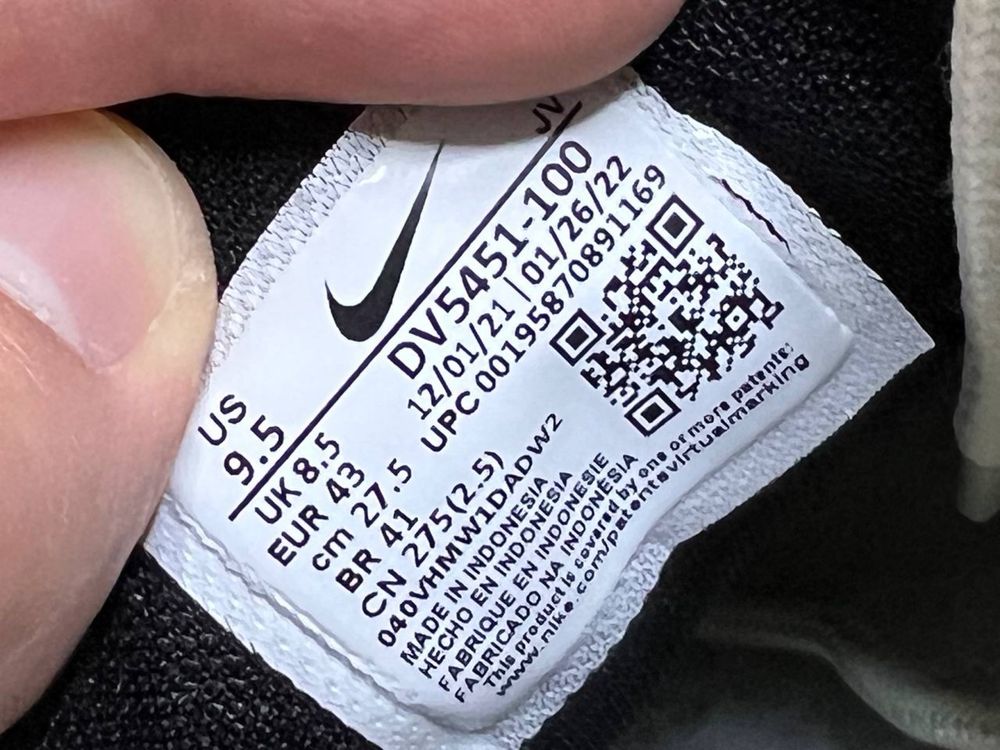 JV
US
9.5
DV5451-100
12/01/21|01/26/22
UPC 00195870891169
UK 8.5
EUR 43
cm 27.5
BR 41
CN 275(2.5)
040VHMW1DADW2
MADE IN INDONESIA
HECHO EN INDONESIA
FABRIQUE EN INDONESIE
FABRICADO NA INDONESIA
This product is covered by one or more patents:
www.nike.com/patentsvirtualmarking